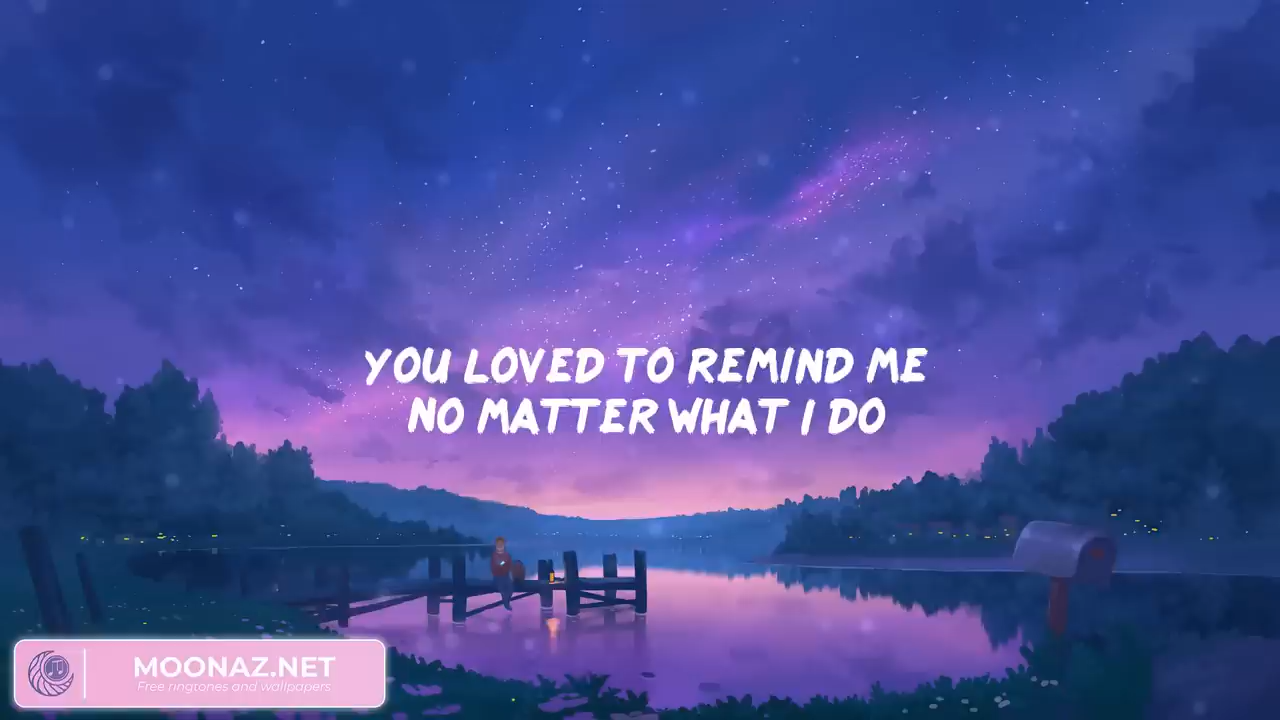 YOU LOVED TO REMIND ME
NO MATTER WHAT I DO
MOONAZ.NET
Free ringtones and wallpapers